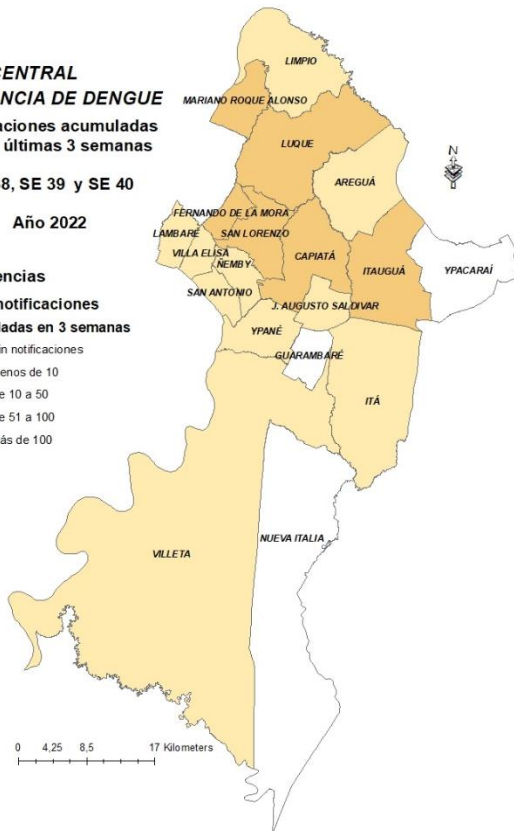 CENTRAL
NCIA DE DENGUE
aciones acumuladas
últimas 3 semanas
8, SE 39 y SE 40
Año 2022
encias
notificaciones
ladas en 3 semanas
in notificaciones
enos de 10
e 10 a 50
e 51 a 100
ás de 100
LIMPIO
MARIANO ROQUE ALONSO
LUQUE
N
AREGUÁ
FERNANDO DE LA MORA
LAMBARÉ
SAN LORENZO
VILLA ELISA
CAPIATÁ
ITAUGUÁ
YPACARAÍ
ÑEMBY
SAN ANTONIO
J. AUGUSTO SALDIVAR
YPANÉ
GUARAMBARÉ
ITÁ
NUEVA ITALIA
VILLETA
0 4,25 8,5 17 Kilometers